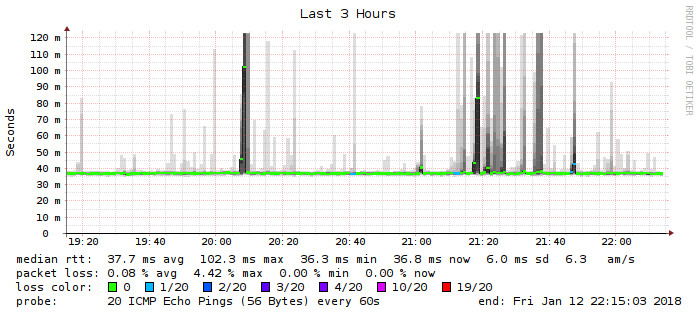 Last 3 Hours
RRDTOOL / TOBI OETIKER
Seconds
120 m
110 m
100 m
90 m
80 m
70 m
60 m
50 m
40 m
30 m
20 m
10 m
0
19:20 19:40 20:00 20:20 20:40 21:00 21:20 21:40 22:00
median rtt: 37.7 ms avg 102.3 ms max 36.3 ms min 36.8 ms now 6.0 ms sd 6.3 am/s
packet loss: 0.08 % avg 4.42 % max 0.00 % min 0.00 % now
loss color: 0 1/20 2/20 3/20 4/20 10/20 19/20
probe: 20 ICMP Echo Pings (56 Bytes) every 60s end: Fri Jan 12 22:15:03 2018